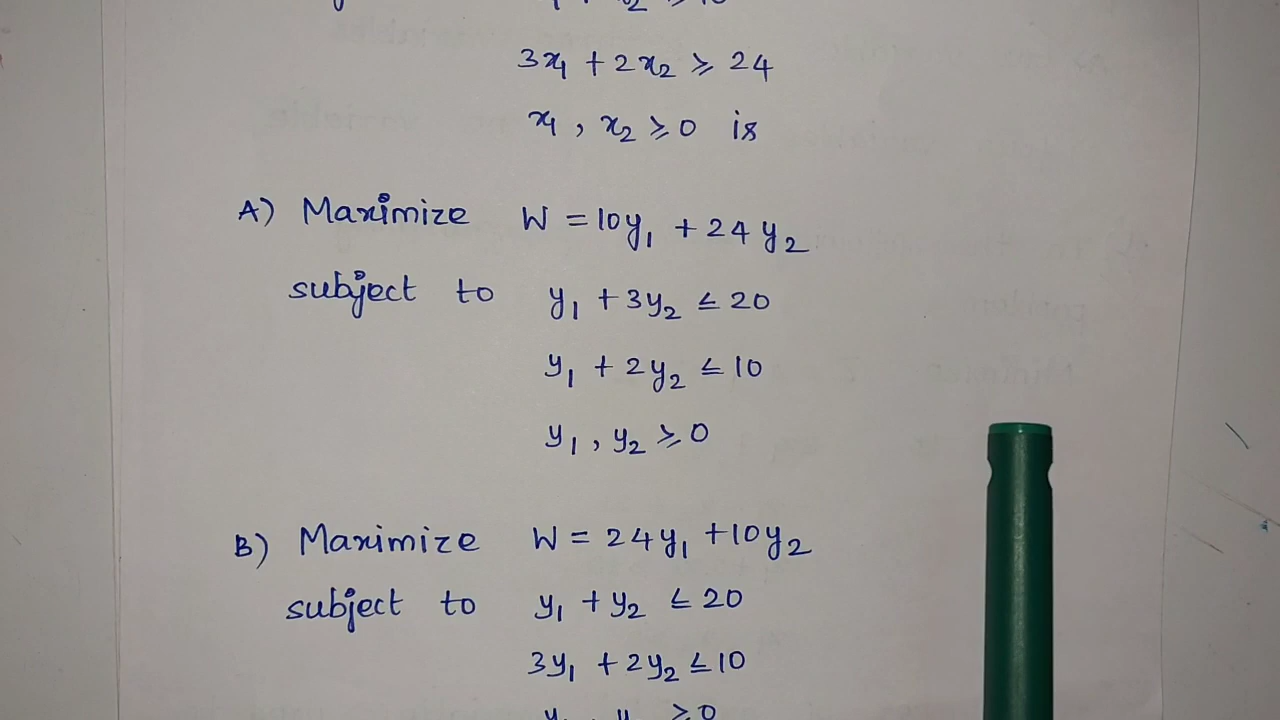 3x₁ + 2x₂ ≥ 24
x₁, x₂ ≥ 0 is
A) Maximize W = 10y₁ + 24y₂
subject to y₁ + 3y₂ ≤ 20
y₁ + 2y₂ ≤ 10
y₁, y₂ ≥ 0
B) Maximize W = 24y₁ + 10y₂
subject to y₁ + y₂ ≤ 20
3y₁ + 2y₂ ≤ 10